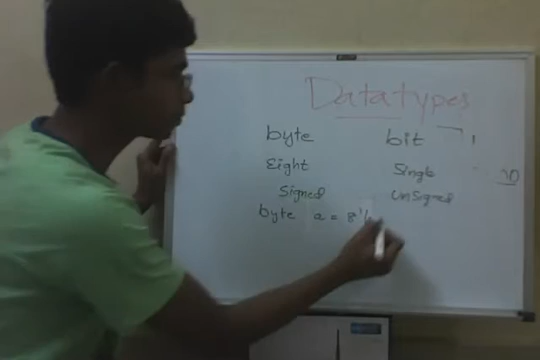 Datatypes
byte bit
Eight Single
Signed UnSigned
byte a = 8'h